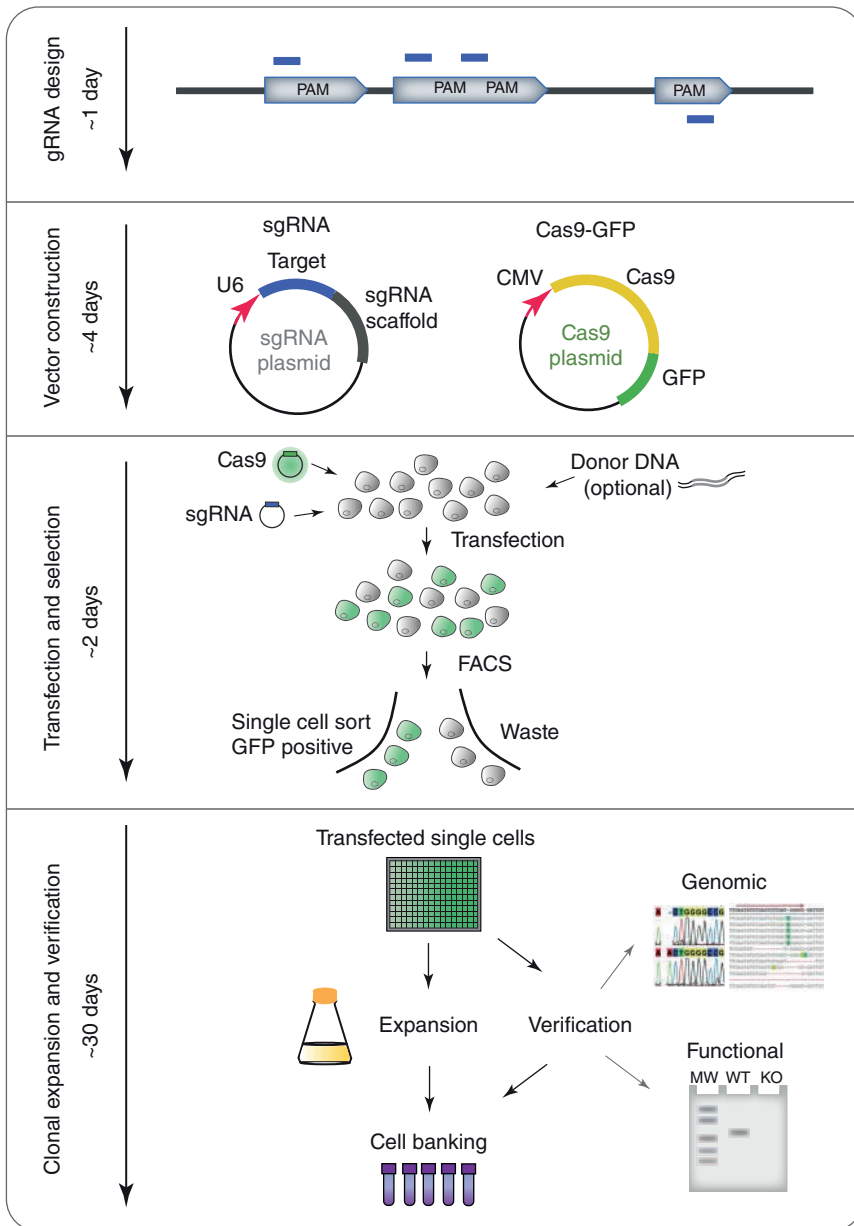 gRNA design
~1 day
PAM
PAM
PAM
PAM
Vector construction
~4 days
sgRNA
Target
U6
sgRNA
scaffold
sgRNA
plasmid
Cas9-GFP
CMV
Cas9
Cas9
plasmid
GFP
Transfection and selection
~2 days
Cas9
sgRNA
Donor DNA
(optional)
Transfection
FACS
Single cell sort
GFP positive
Waste
Clonal expansion and verification
~30 days
Transfected single cells
Genomic
Expansion
Verification
Functional
MW WT KO
Cell banking